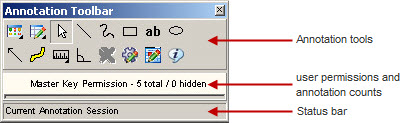 Annotation Toolbar
ab
Annotation tools
Master Key Permission - 5 total / 0 hidden
user permissions and
annotation counts
Current Annotation Session
Status bar